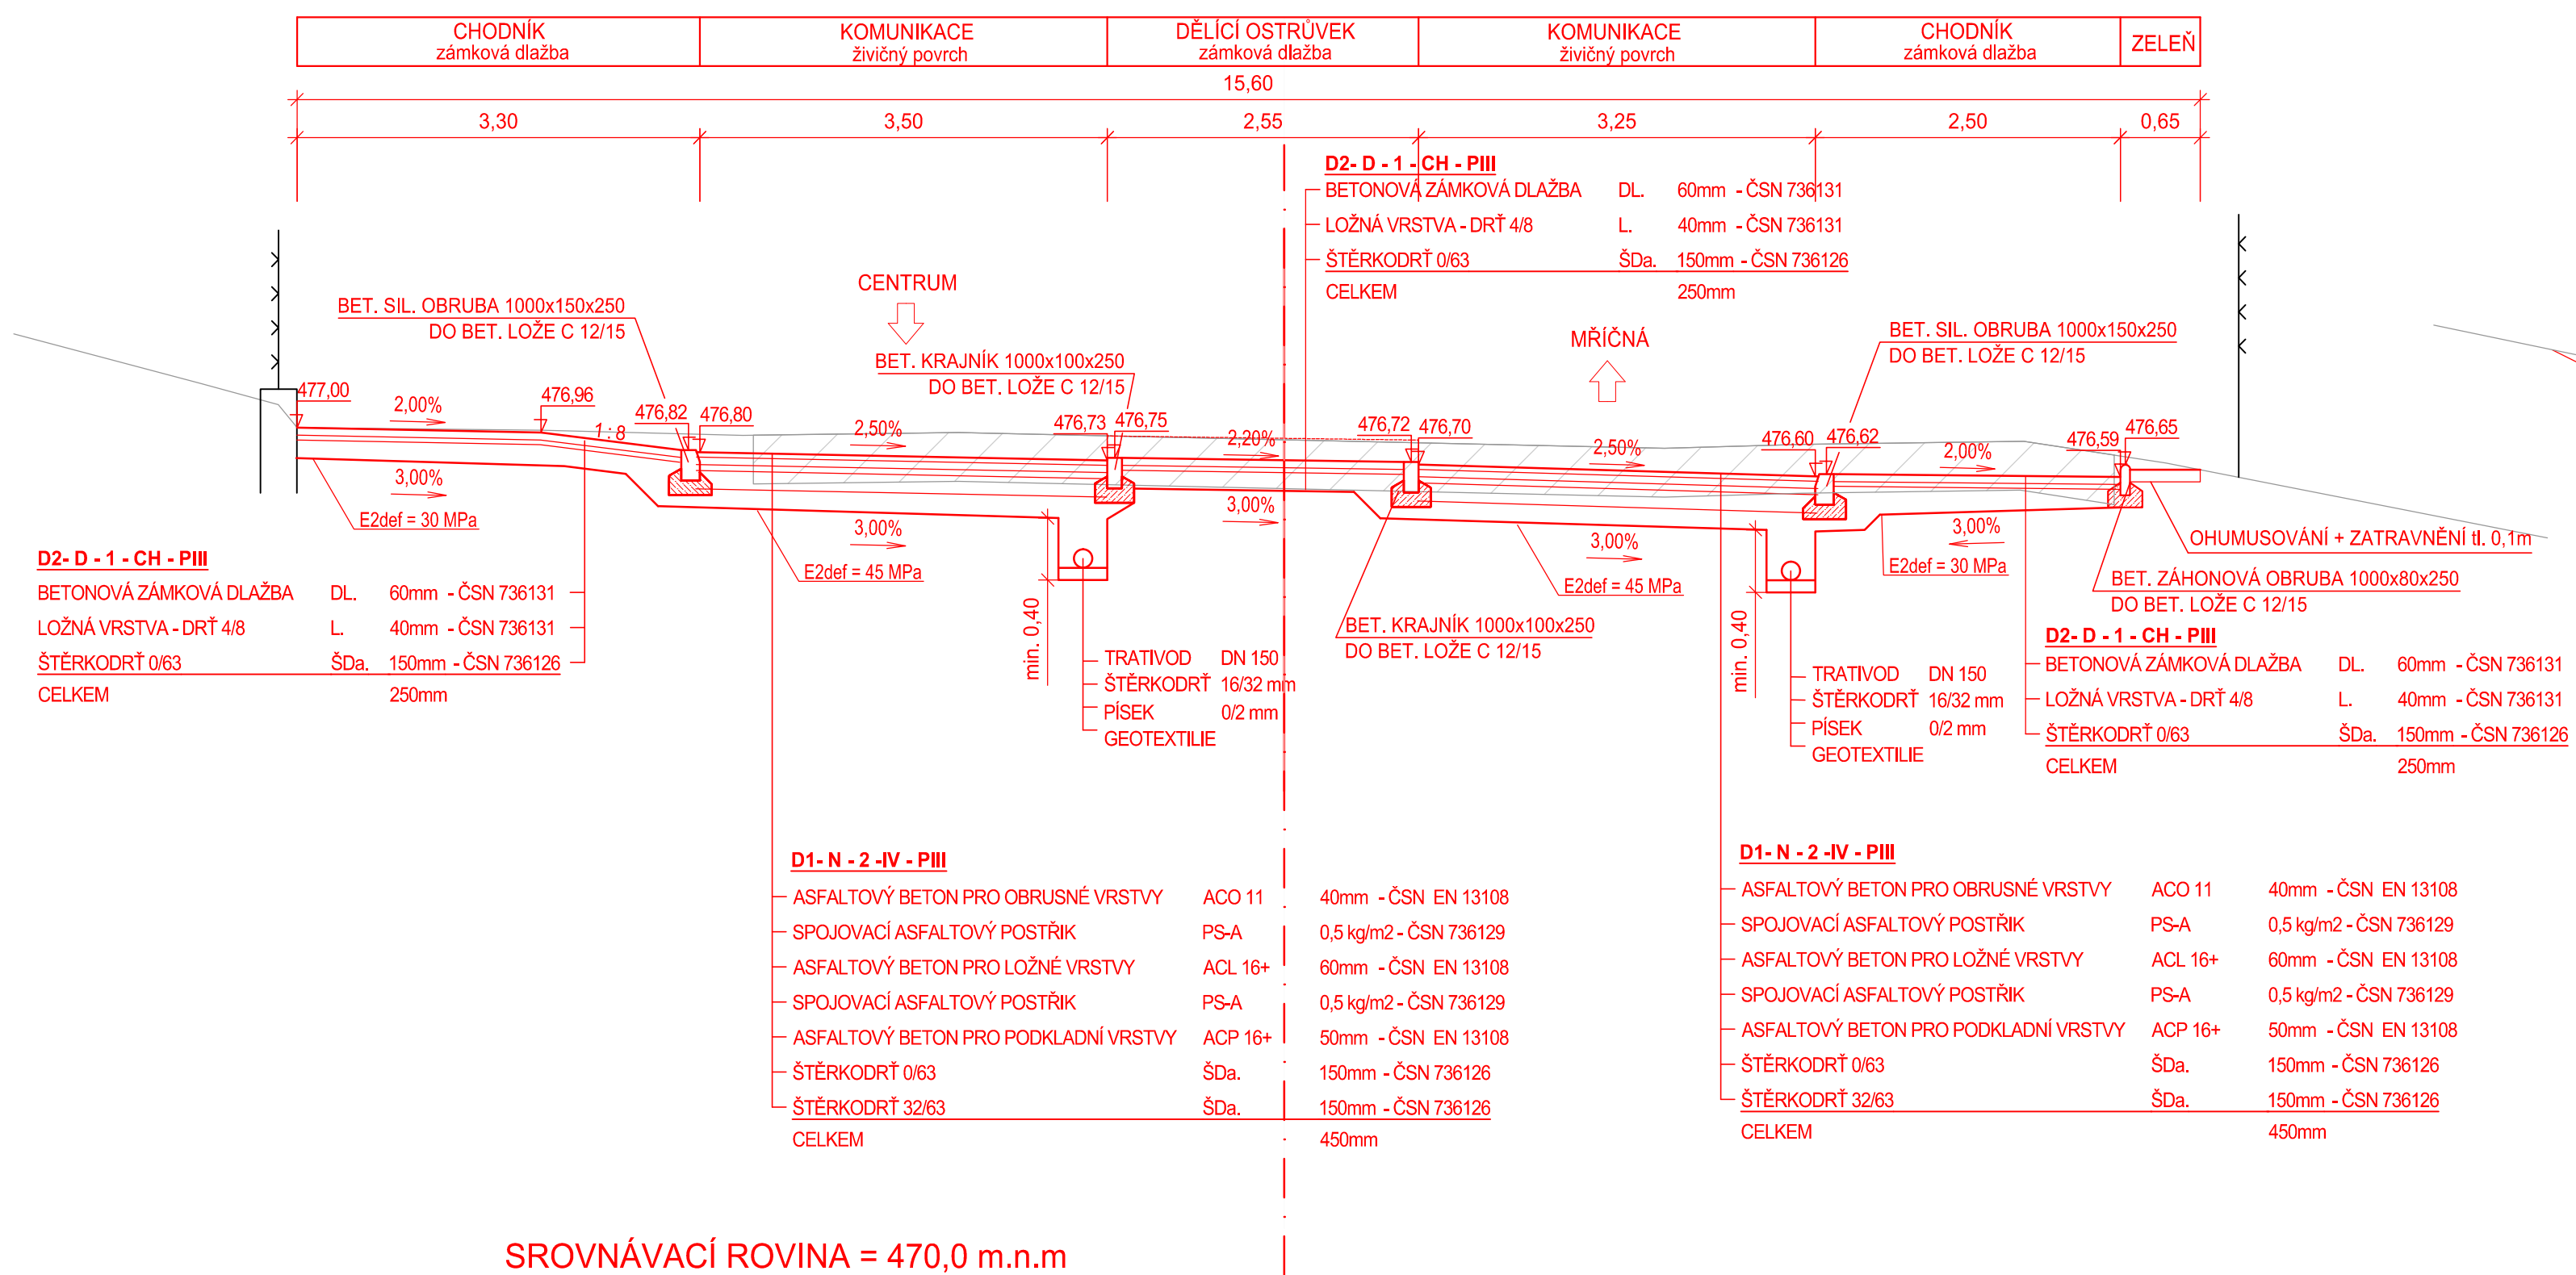 CHODNÍK
zámková dlažba
KOMUNIKACE
živičný povrch
DĚLÍCÍ OSTRŮVEK
zámková dlažba
KOMUNIKACE
živičný povrch
CHODNÍK
zámková dlažba
ZELEŇ
15,60
3,30
3,50
2,55
3,25
2,50
0,65
D2- D - 1 - CH - PIII
BETONOVÁ ZÁMKOVÁ DLAŽBA DL. 60mm - ČSN 736131
LOŽNÁ VRSTVA - DRŤ 4/8 L. 40mm - ČSN 736131
ŠTĚRKODRŤ 0/63 ŠDa. 150mm - ČSN 736126
CELKEM 250mm
CENTRUM
MŘÍČNÁ
BET. SIL. OBRUBA 1000x150x250
DO BET. LOŽE C 12/15
BET. KRAJNÍK 1000x100x250
DO BET. LOŽE C 12/15
BET. SIL. OBRUBA 1000x150x250
DO BET. LOŽE C 12/15
477,00
2,00%
476,96
1:8
476,82
476,80
2,50%
476,73
476,75
2,20%
476,72
476,70
2,50%
476,60
476,62
2,00%
476,59
476,65
3,00%
E2def = 30 MPa
3,00%
E2def = 45 MPa
3,00%
3,00%
E2def = 45 MPa
3,00%
E2def = 30 MPa
OHUMUSOVÁNÍ + ZATRAVNĚNÍ tl. 0,1m
BET. ZÁHONOVÁ OBRUBA 1000x80x250
DO BET. LOŽE C 12/15
D2- D - 1 - CH - PIII
BETONOVÁ ZÁMKOVÁ DLAŽBA DL. 60mm - ČSN 736131
LOŽNÁ VRSTVA - DRŤ 4/8 L. 40mm - ČSN 736131
ŠTĚRKODRŤ 0/63 ŠDa. 150mm - ČSN 736126
CELKEM 250mm
min. 0,40
TRATIVOD DN 150
ŠTĚRKODRŤ 16/32 mm
PÍSEK 0/2 mm
GEOTEXTILIE
BET. KRAJNÍK 1000x100x250
DO BET. LOŽE C 12/15
min. 0,40
TRATIVOD DN 150
ŠTĚRKODRŤ 16/32 mm
PÍSEK 0/2 mm
GEOTEXTILIE
D2- D - 1 - CH - PIII
BETONOVÁ ZÁMKOVÁ DLAŽBA DL. 60mm - ČSN 736131
LOŽNÁ VRSTVA - DRŤ 4/8 L. 40mm - ČSN 736131
ŠTĚRKODRŤ 0/63 ŠDa. 150mm - ČSN 736126
CELKEM 250mm
D1- N - 2 -IV - PIII
ASFALTOVÝ BETON PRO OBRUSNÉ VRSTVY ACO 11 40mm - ČSN EN 13108
SPOJOVACÍ ASFALTOVÝ POSTŘIK PS-A 0,5 kg/m2 - ČSN 736129
ASFALTOVÝ BETON PRO LOŽNÉ VRSTVY ACL 16+ 60mm - ČSN EN 13108
SPOJOVACÍ ASFALTOVÝ POSTŘIK PS-A 0,5 kg/m2 - ČSN 736129
ASFALTOVÝ BETON PRO PODKLADNÍ VRSTVY ACP 16+ 50mm - ČSN EN 13108
ŠTĚRKODRŤ 0/63 ŠDa. 150mm - ČSN 736126
ŠTĚRKODRŤ 32/63 ŠDa. 150mm - ČSN 736126
CELKEM 450mm
D1- N - 2 -IV - PIII
ASFALTOVÝ BETON PRO OBRUSNÉ VRSTVY ACO 11 40mm - ČSN EN 13108
SPOJOVACÍ ASFALTOVÝ POSTŘIK PS-A 0,5 kg/m2 - ČSN 736129
ASFALTOVÝ BETON PRO LOŽNÉ VRSTVY ACL 16+ 60mm - ČSN EN 13108
SPOJOVACÍ ASFALTOVÝ POSTŘIK PS-A 0,5 kg/m2 - ČSN 736129
ASFALTOVÝ BETON PRO PODKLADNÍ VRSTVY ACP 16+ 50mm - ČSN EN 13108
ŠTĚRKODRŤ 0/63 ŠDa. 150mm - ČSN 736126
ŠTĚRKODRŤ 32/63 ŠDa. 150mm - ČSN 736126
CELKEM 450mm
SROVNÁVACÍ ROVINA = 470,0 m.n.m